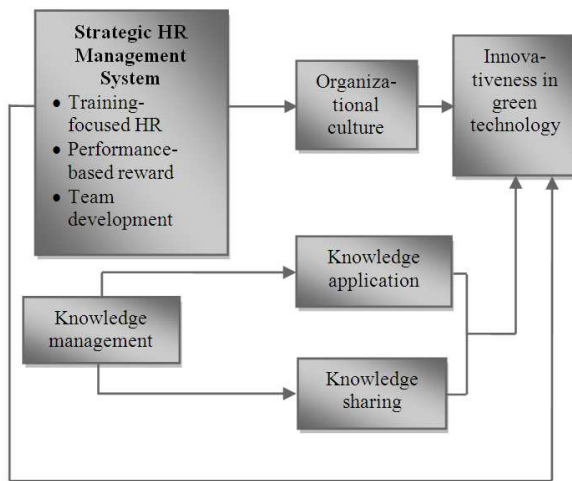 Strategic HR
Management
System
• Training-
focused HR
• Performance-
based reward
• Team
development
Organiza-
tional
culture
Innova-
tiveness in
green
technology
Knowledge
application
Knowledge
management
Knowledge
sharing